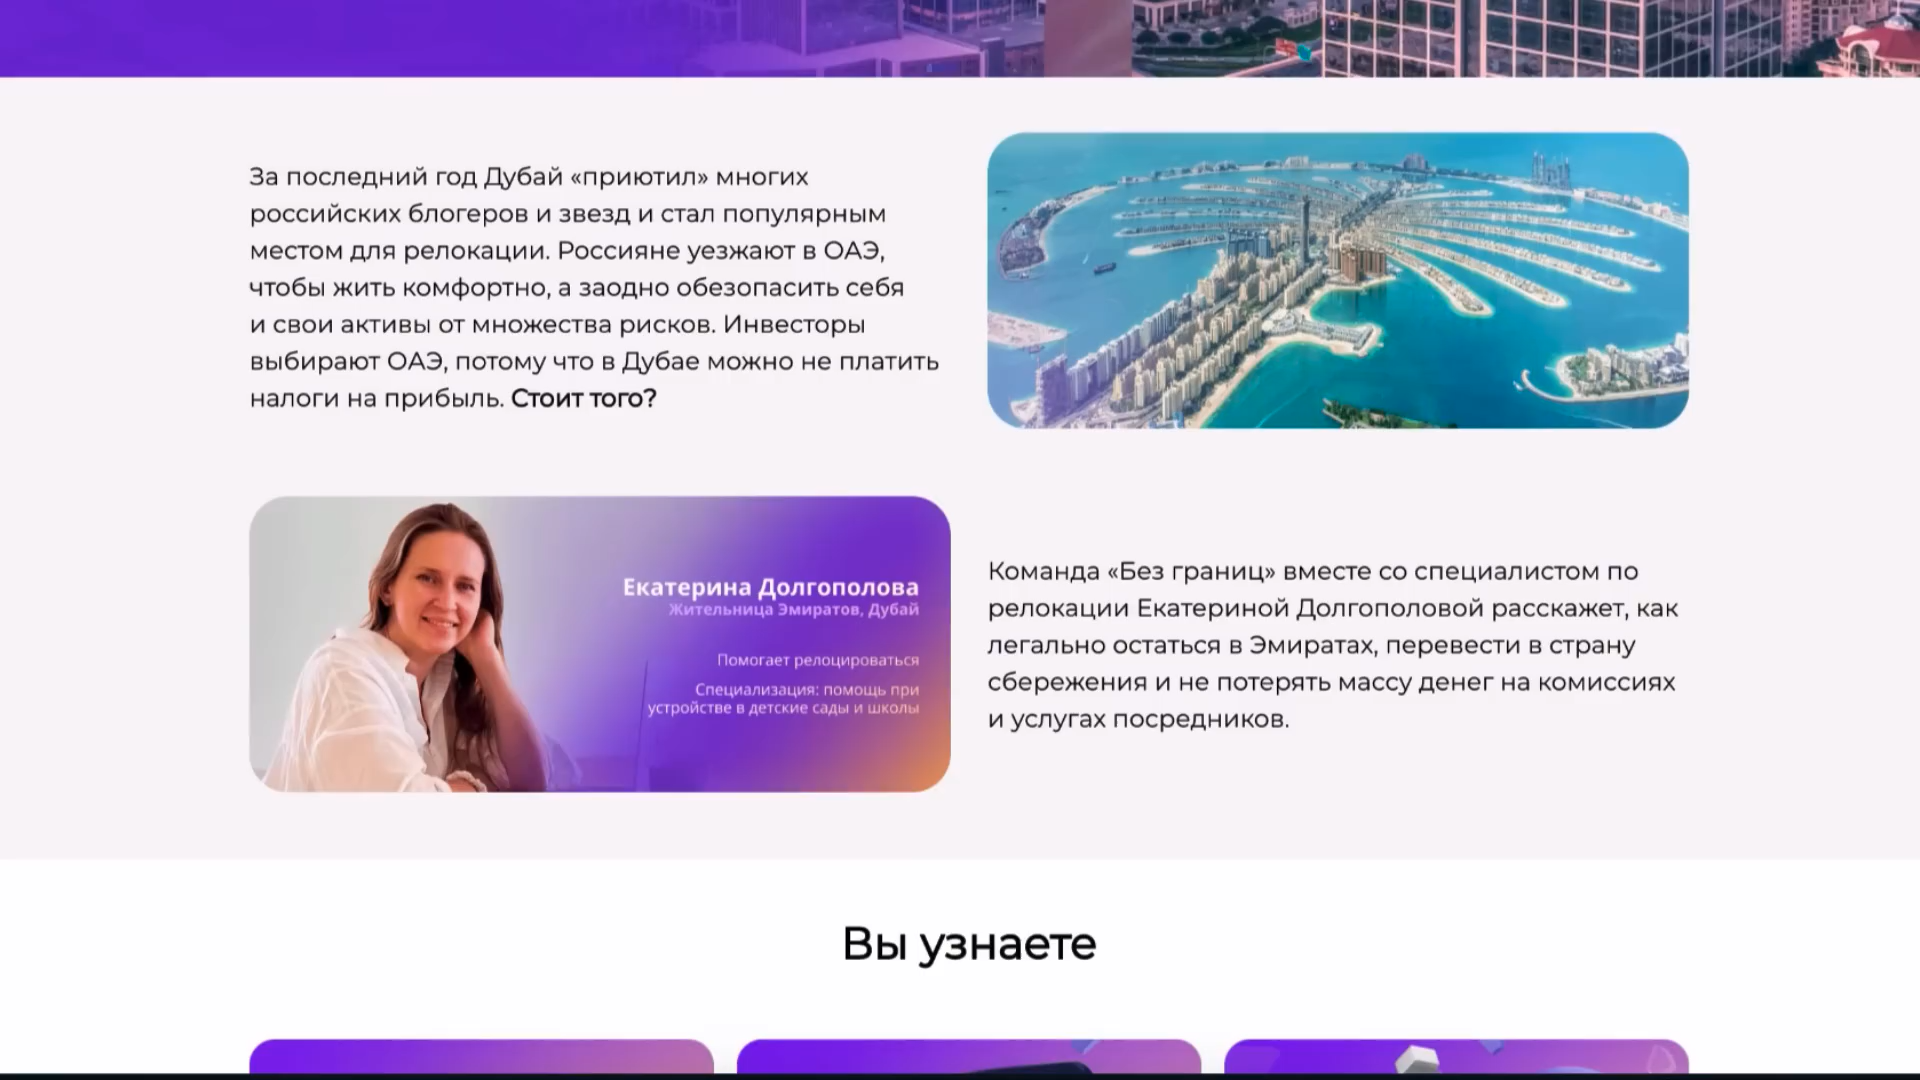 За последний год Дубай «приютил» многих
российских блогеров и звезд и стал популярным
местом для релокации. Россияне уезжают в ОАЭ,
чтобы жить комфортно, а заодно обезопасить себя
и свои активы от множества рисков. Инвесторы
выбирают ОАЭ, потому что в Дубае можно не платить
налоги на прибыль. Стоит того?
Екатерина Долгополова
Жительница Эмиратов, Дубай
Помогает релоцироваться
Специализация: помощь при
устройстве в детские сады и школы
Команда «Без границ» вместе со специалистом по
релокации Екатериной Долгополовой расскажет, как
легально остаться в Эмиратах, перевести в страну
сбережения и не потерять массу денег на комиссиях
и услугах посредников.
Вы узнаете